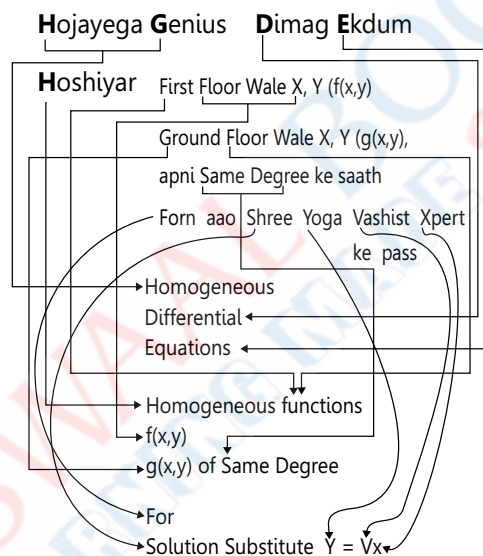 Hojayega Genius Dimag Ekdum
Hoshiyar First Floor Wale X, Y (f(x,y)
Ground Floor Wale X, Y (g(x,y),
apni Same Degree ke saath
Forn aao Shree Yoga Vashist Xpert
ke pass
Homogeneous
Differential
Equations
Homogeneous functions
f(x,y)
g(x,y) of Same Degree
For
Solution Substitute Y = Vx